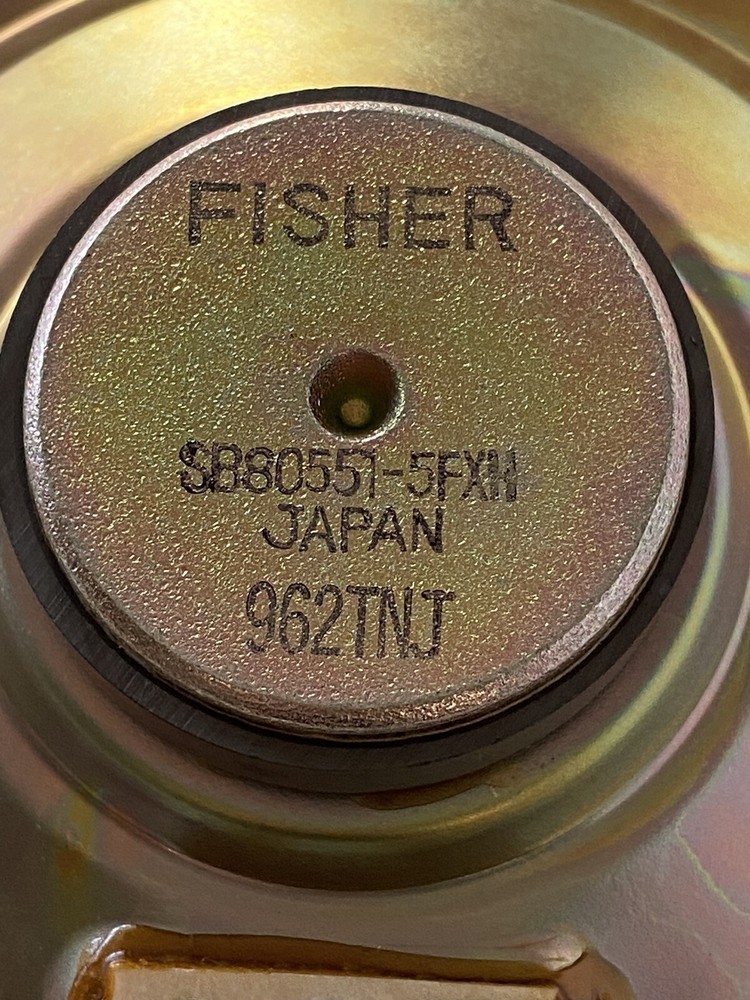 FISHER
SB80551-5FXH
JAPAN
962TNJ